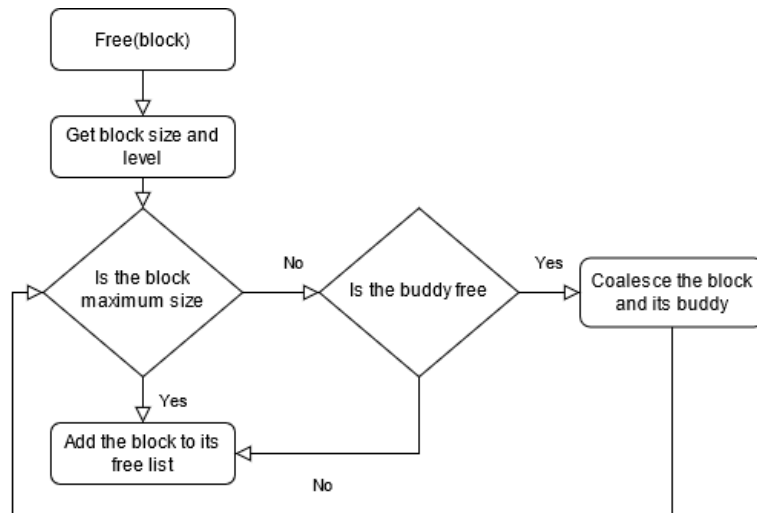 Free(block)
Get block size and
level
Is the block
maximum size
No
Is the buddy free
Yes
Coalesce the block
and its buddy
Yes
Add the block to its
free list
No